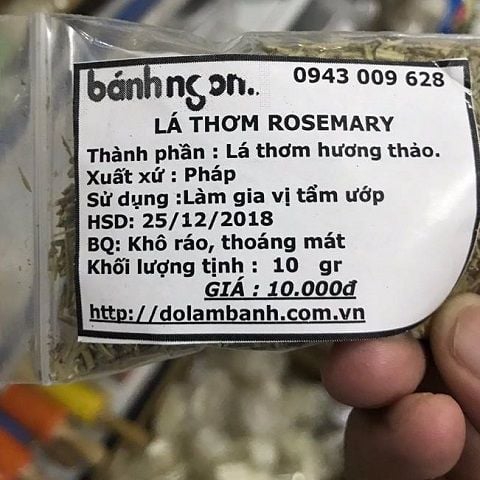 bánhngon..
0943 009 628
LÁ THƠM ROSEMARY
Thành phần : Lá thơm hương thảo.
Xuất xứ : Pháp
Sử dụng :Làm gia vị tẩm ướp
HSD: 25/12/2018
BQ: Khô ráo, thoáng mát
Khối lượng tịnh : 10 gr
GIÁ : 10.000đ
http://dolambanh.com.vn